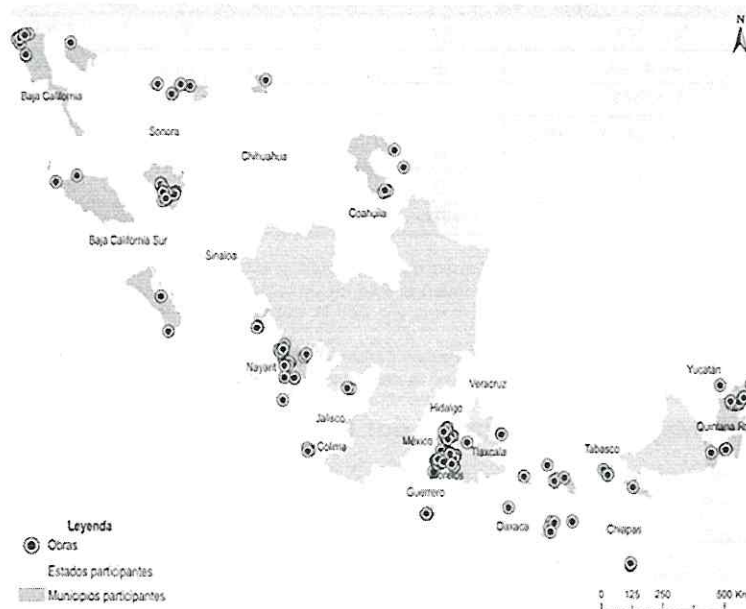 N
Baja California
Sonora
Chihuahua
Coahuila
Baja California Sur
Sinaloa
Nayarit
Jalisco
Colima
Veracruz
Hidalgo
México
Tlaxcala
Morelos
Guerrero
Oaxaca
Tabasco
Chiapas
Yucatán
Quintana Ro
Leyenda
Obras
Estados participantes
Municipios participantes
0 125 250 500 Km